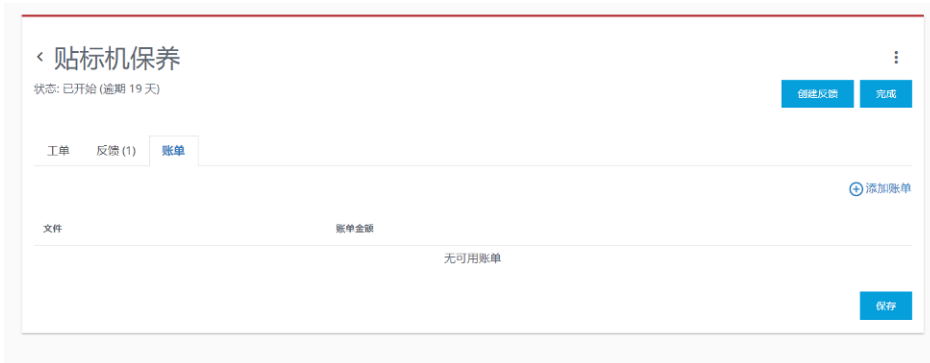 贴标机保养
状态: 已开始 (逾期 19 天)
创建反馈 完成
工单 反馈 (1) 账单
添加账单
文件 账单金额
无可用账单
保存